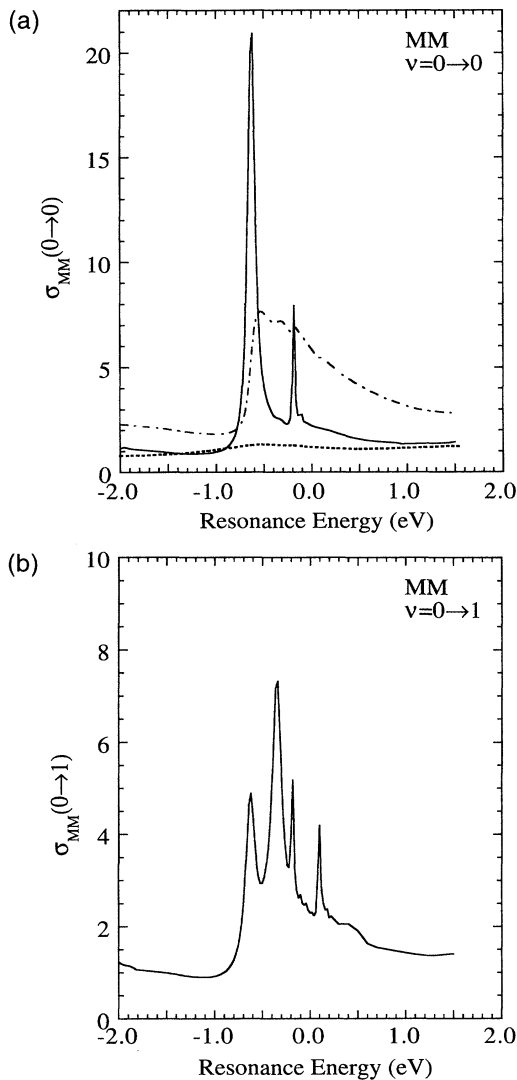 (a)
MM
ν=0→0
20
15
10
5
0
σMM(0→0)
-2.0 -1.0 0.0 1.0 2.0
Resonance Energy (eV)
(b)
MM
ν=0→1
10
8
6
4
2
0
σMM(0→1)
-2.0 -1.0 0.0 1.0 2.0
Resonance Energy (eV)